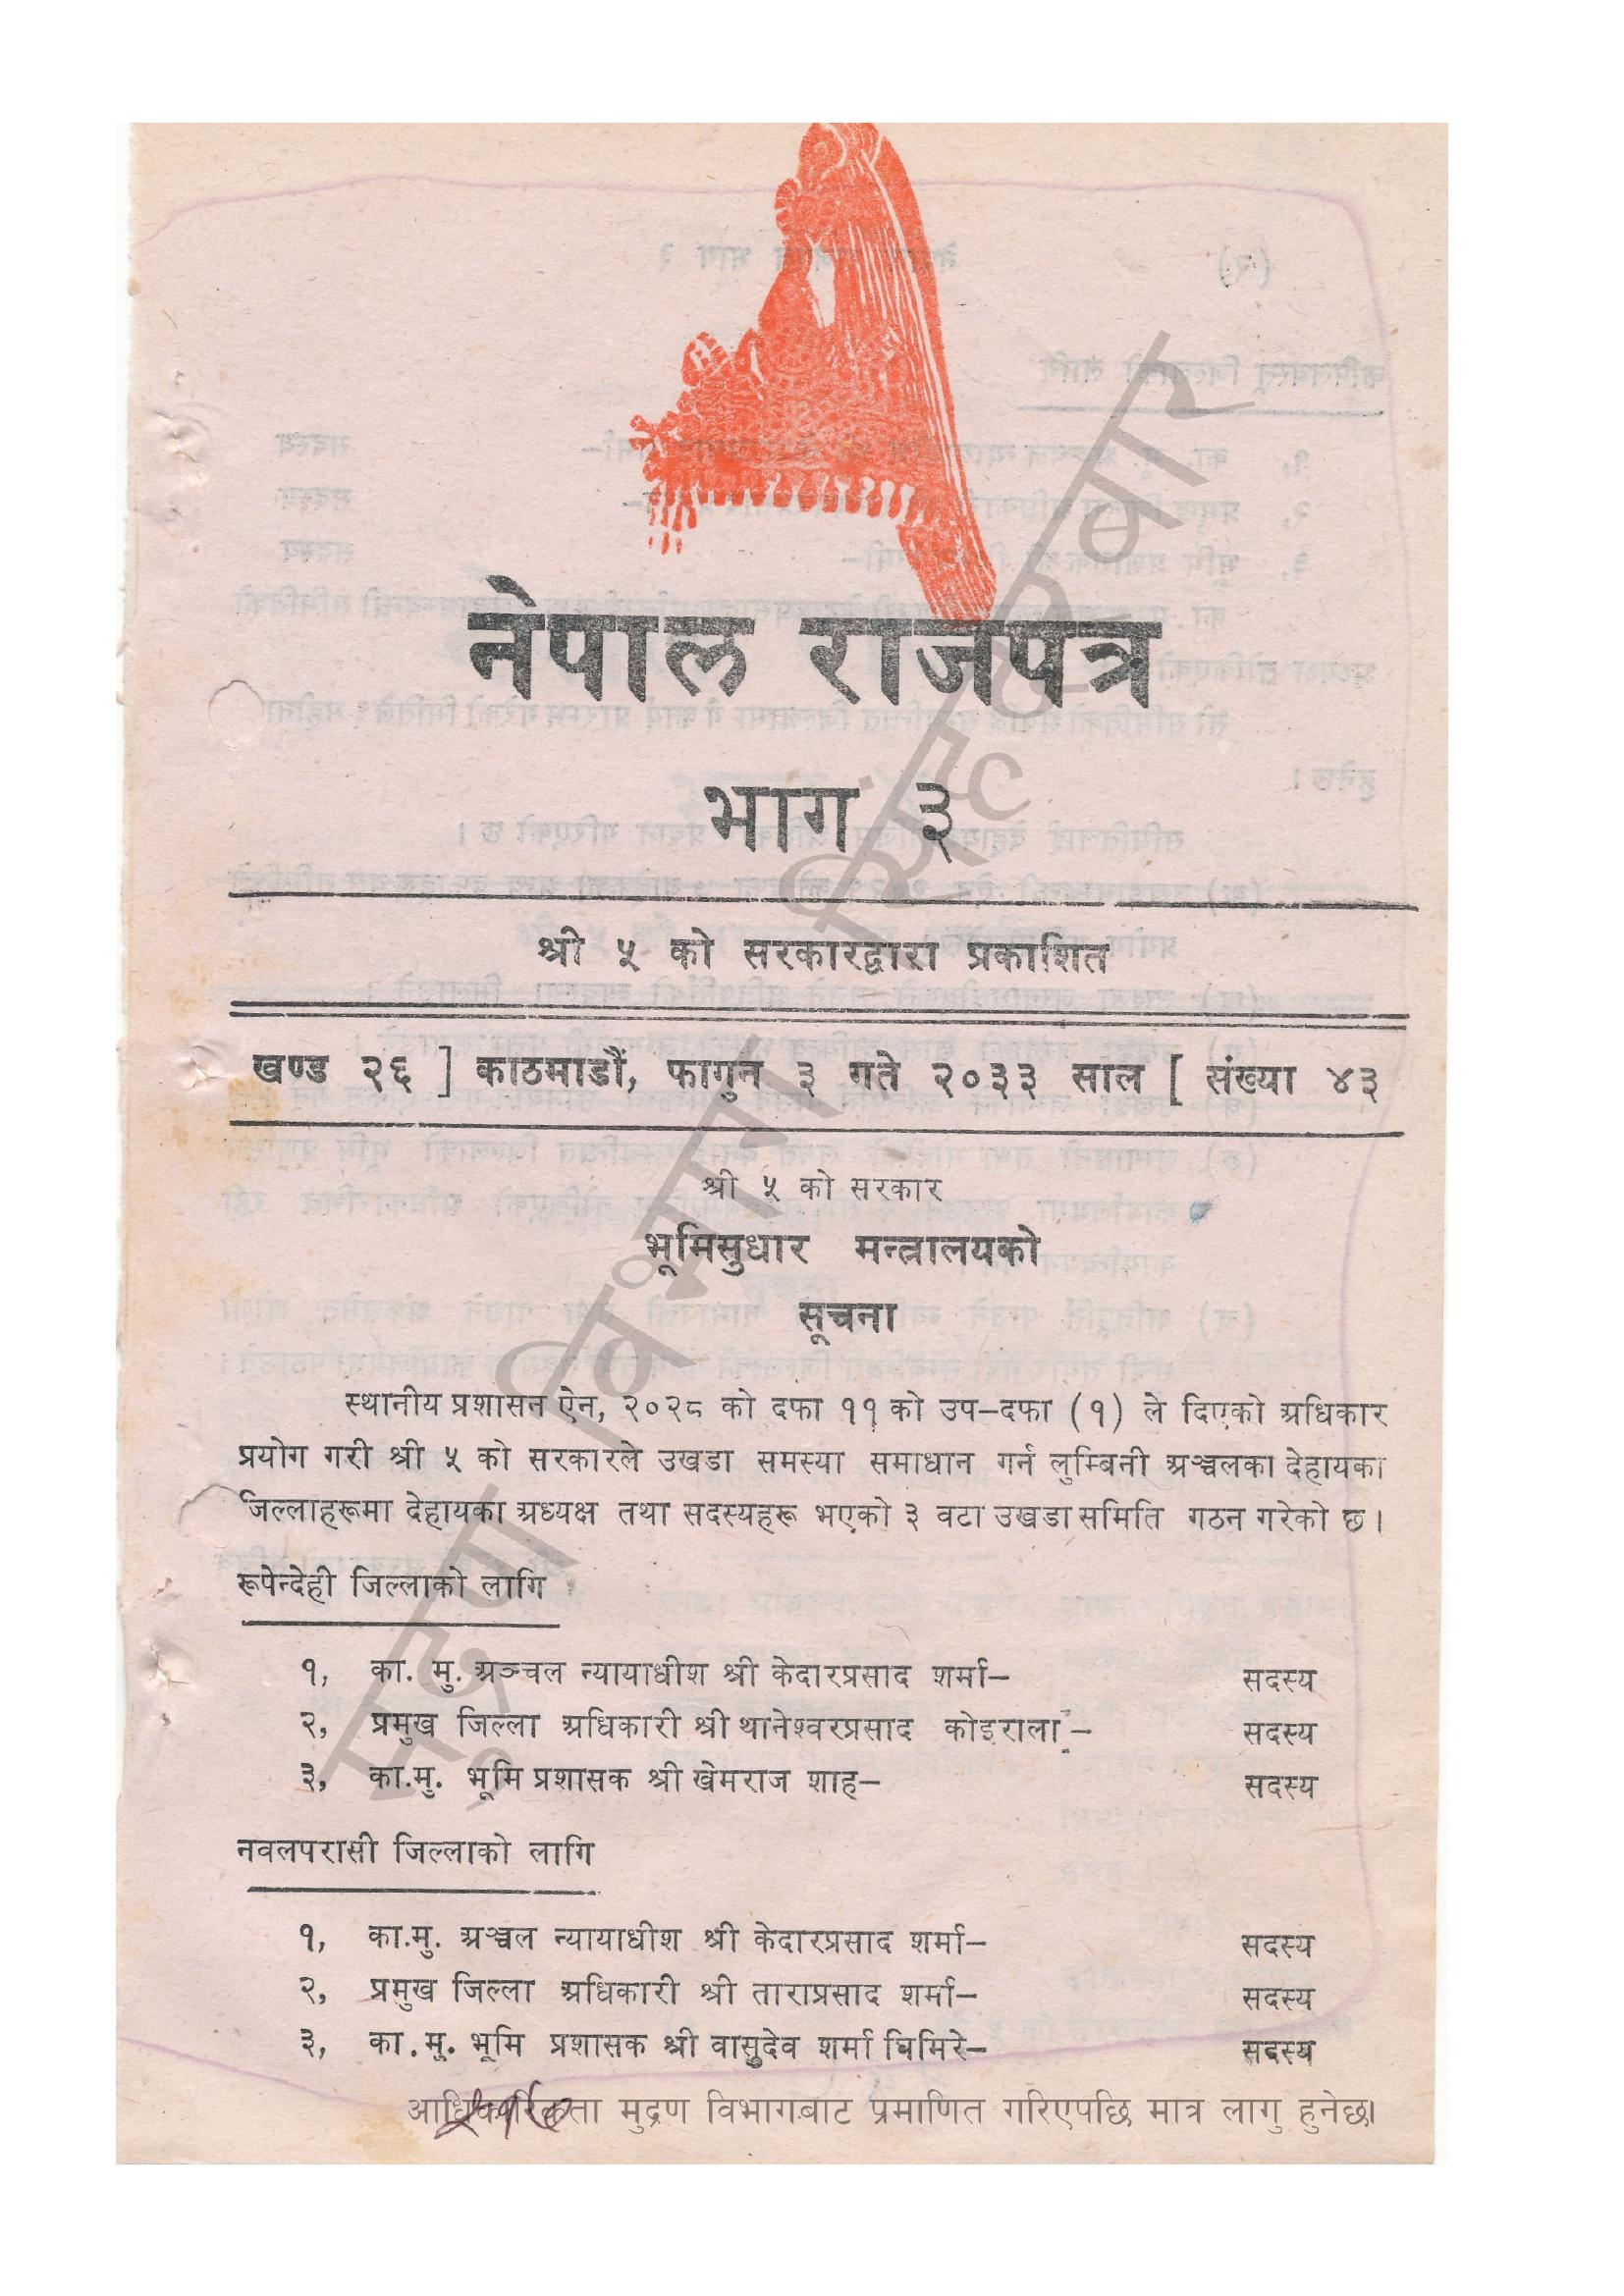 नेपाल राजपत्र
भाग ३
श्री ५ को सरकारद्वारा प्रकाशित
खण्ड २६ ] काठमाडौं, फागुन ३ गते २०३३ साल [ संख्या ४३
श्री ५ को सरकार
भूमिसुधार मन्त्रालयको
सूचना
स्थानीय प्रशासन ऐन, २०२८ को दफा ११ को उप–दफा (१) ले दिएको अधिकार
प्रयोग गरी श्री ५ को सरकारले उखडा समस्या समाधान गर्न लुम्बिनी अञ्चलका देहायका
जिल्लाहरूमा देहायका अध्यक्ष तथा सदस्यहरू भएको ३ वटा उखडा समिति गठन गरेको छ।
रूपेन्देही जिल्लाको लागि
१, का. मु. अञ्चल न्यायाधीश श्री केदारप्रसाद शर्मा– सदस्य
२, प्रमुख जिल्ला अधिकारी श्री थानेश्वरप्रसाद कोइराला – सदस्य
३, का.मु. भूमि प्रशासक श्री खेमराज शाह– सदस्य
नवलपरासी जिल्लाको लागि
१, का.मु. अञ्चल न्यायाधीश श्री केदारप्रसाद शर्मा– सदस्य
२, प्रमुख जिल्ला अधिकारी श्री ताराप्रसाद शर्मा– सदस्य
३, का.मु. भूमि प्रशासक श्री वासुदेव शर्मा घिमिरे– सदस्य
आधिकारिकता मुद्रण विभागबाट प्रमाणित गरिएपछि मात्र लागु हुनेछ।
मुद्रण विभाग सिंहदरबार